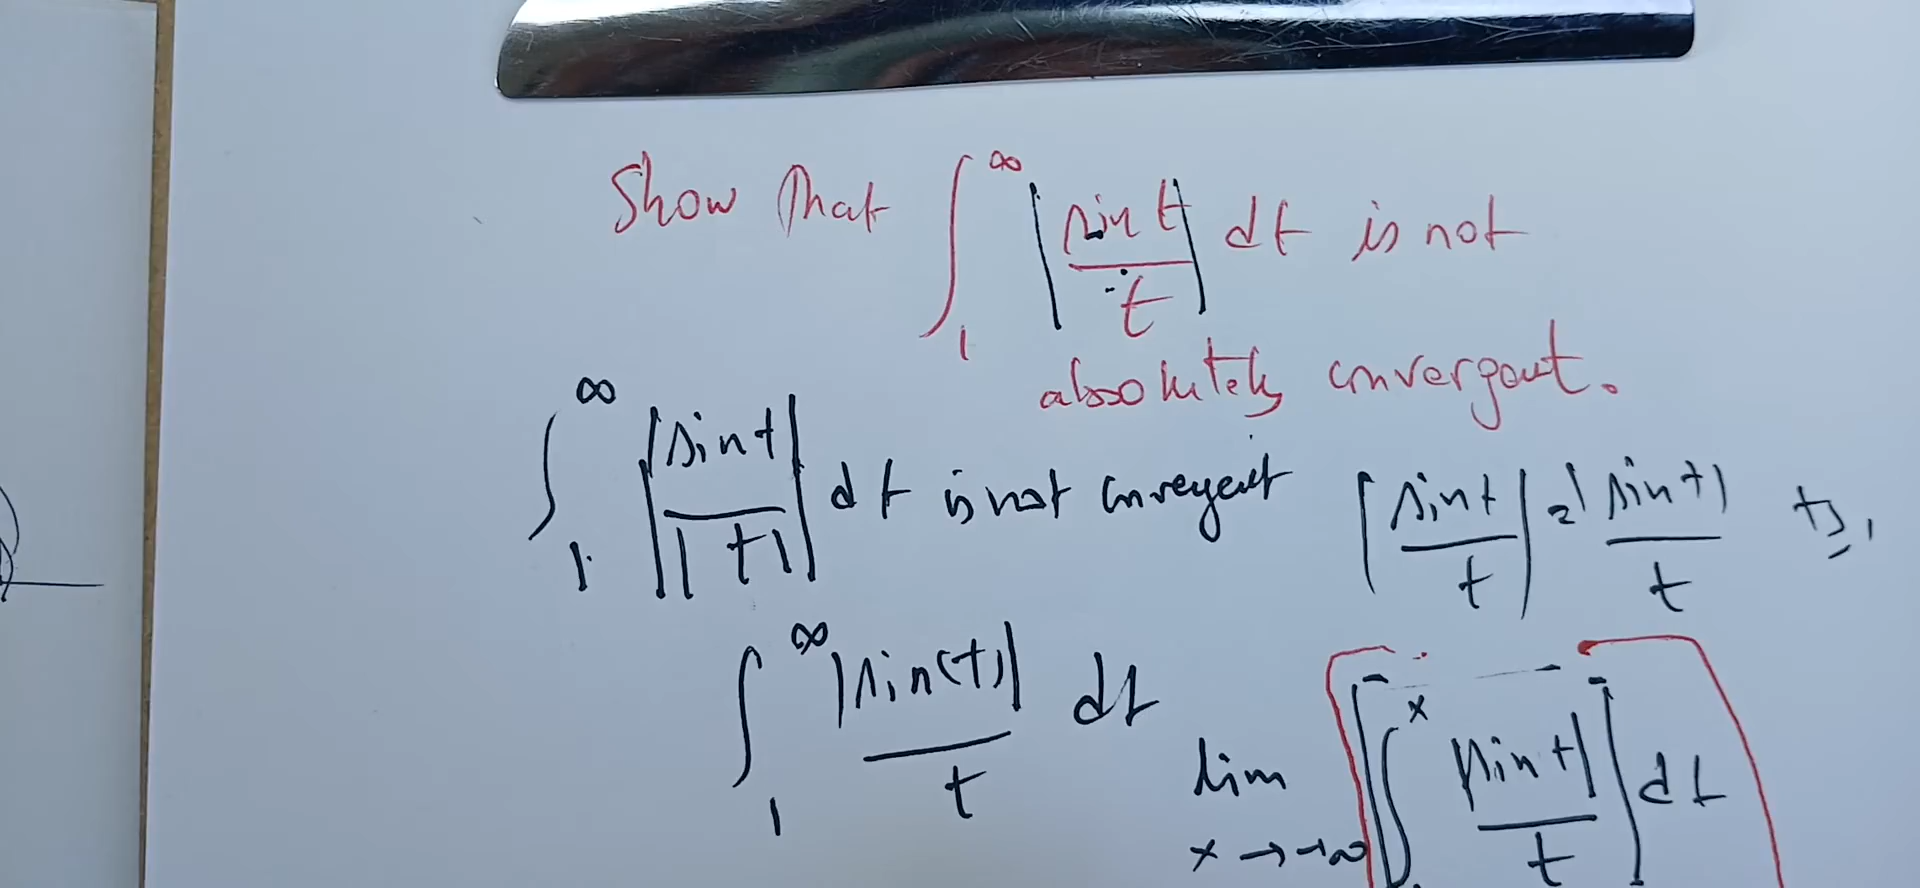 Show that ∫₁^∞ |sin t / t| dt is not
absolutely convergent.
∫₁^∞ |sin t| / |t| dt is not convergent |sin t / t| = |sin t| / t t ≥ 1
∫₁^∞ |sin(t)| / t dt
lim x → +∞ [∫ x |sin t| / t] dt